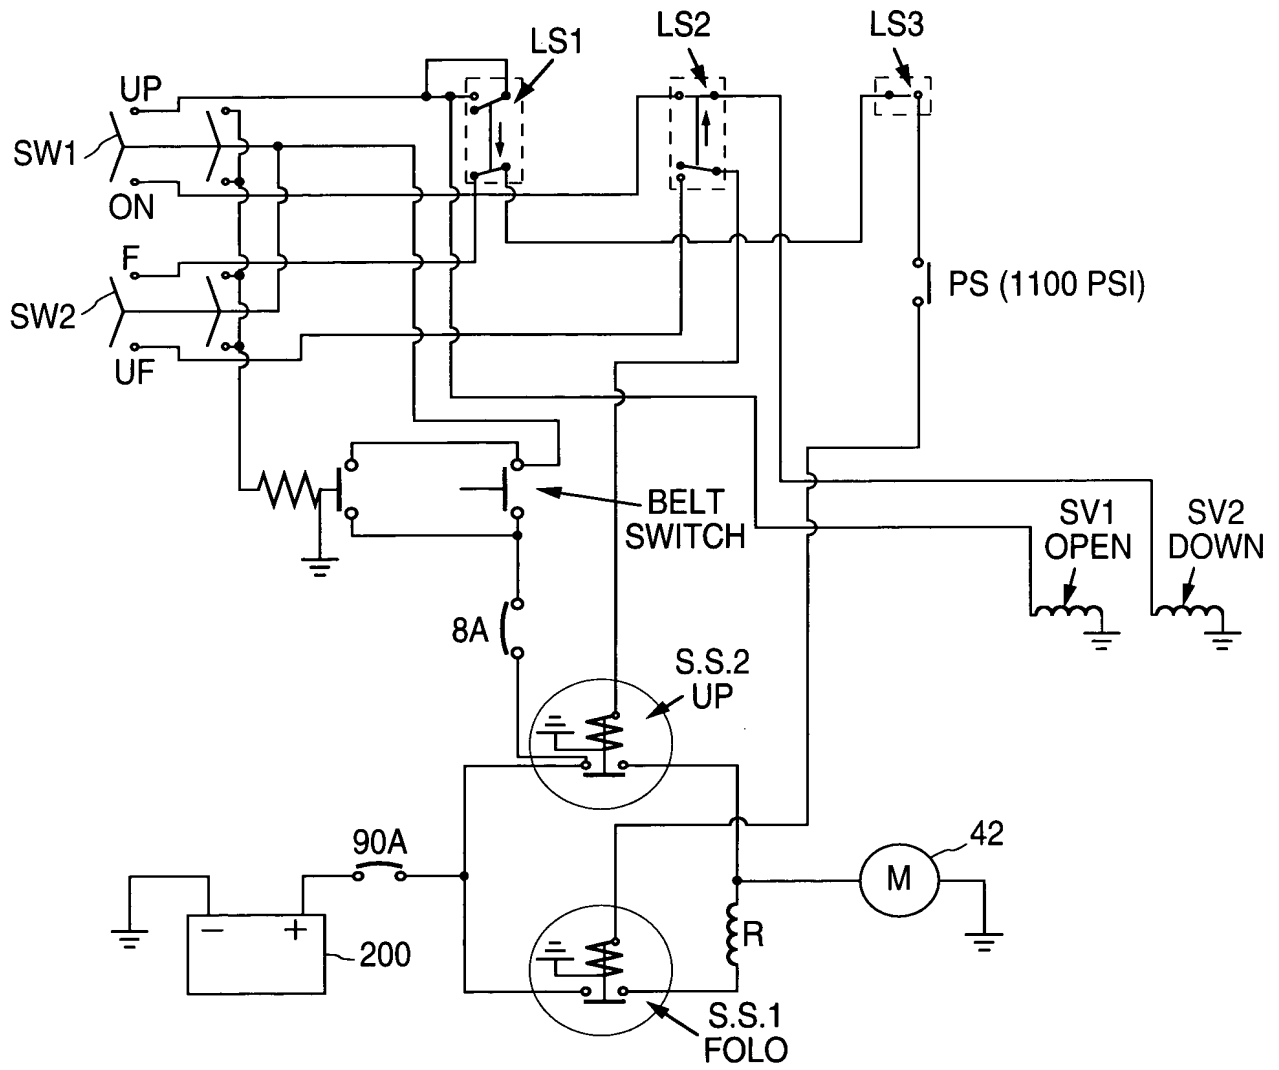 LS1
LS2
LS3
UP
SW1
ON
F
SW2
UF
PS (1100 PSI)
BELT
SWITCH
SV1
OPEN
SV2
DOWN
8A
S.S.2
UP
90A
42
M
−
+
200
R
S.S.1
FOLO